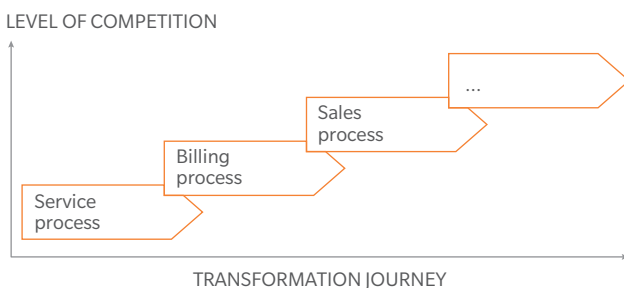 LEVEL OF COMPETITION
...
Sales
process
Billing
process
Service
process
TRANSFORMATION JOURNEY